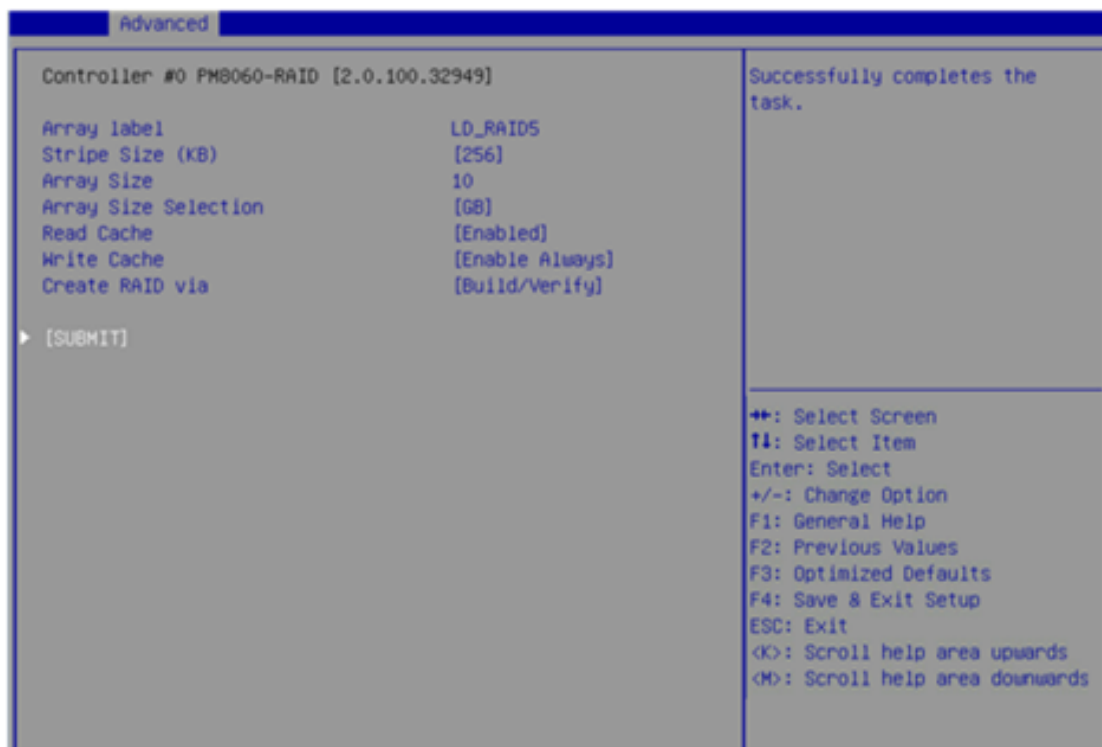 Advanced
Controller #0 PM8060-RAID [2.0.100.32949]
Array label LD_RAID5
Stripe Size (KB) [256]
Array Size 10
Array Size Selection [GB]
Read Cache [Enabled]
Write Cache [Enable Always]
Create RAID via [Build/Verify]
[SUBMIT]
Successfully completes the
task.
→←: Select Screen
↑↓: Select Item
Enter: Select
+/-: Change Option
F1: General Help
F2: Previous Values
F3: Optimized Defaults
F4: Save & Exit Setup
ESC: Exit
<K>: Scroll help area upwards
<M>: Scroll help area downwards